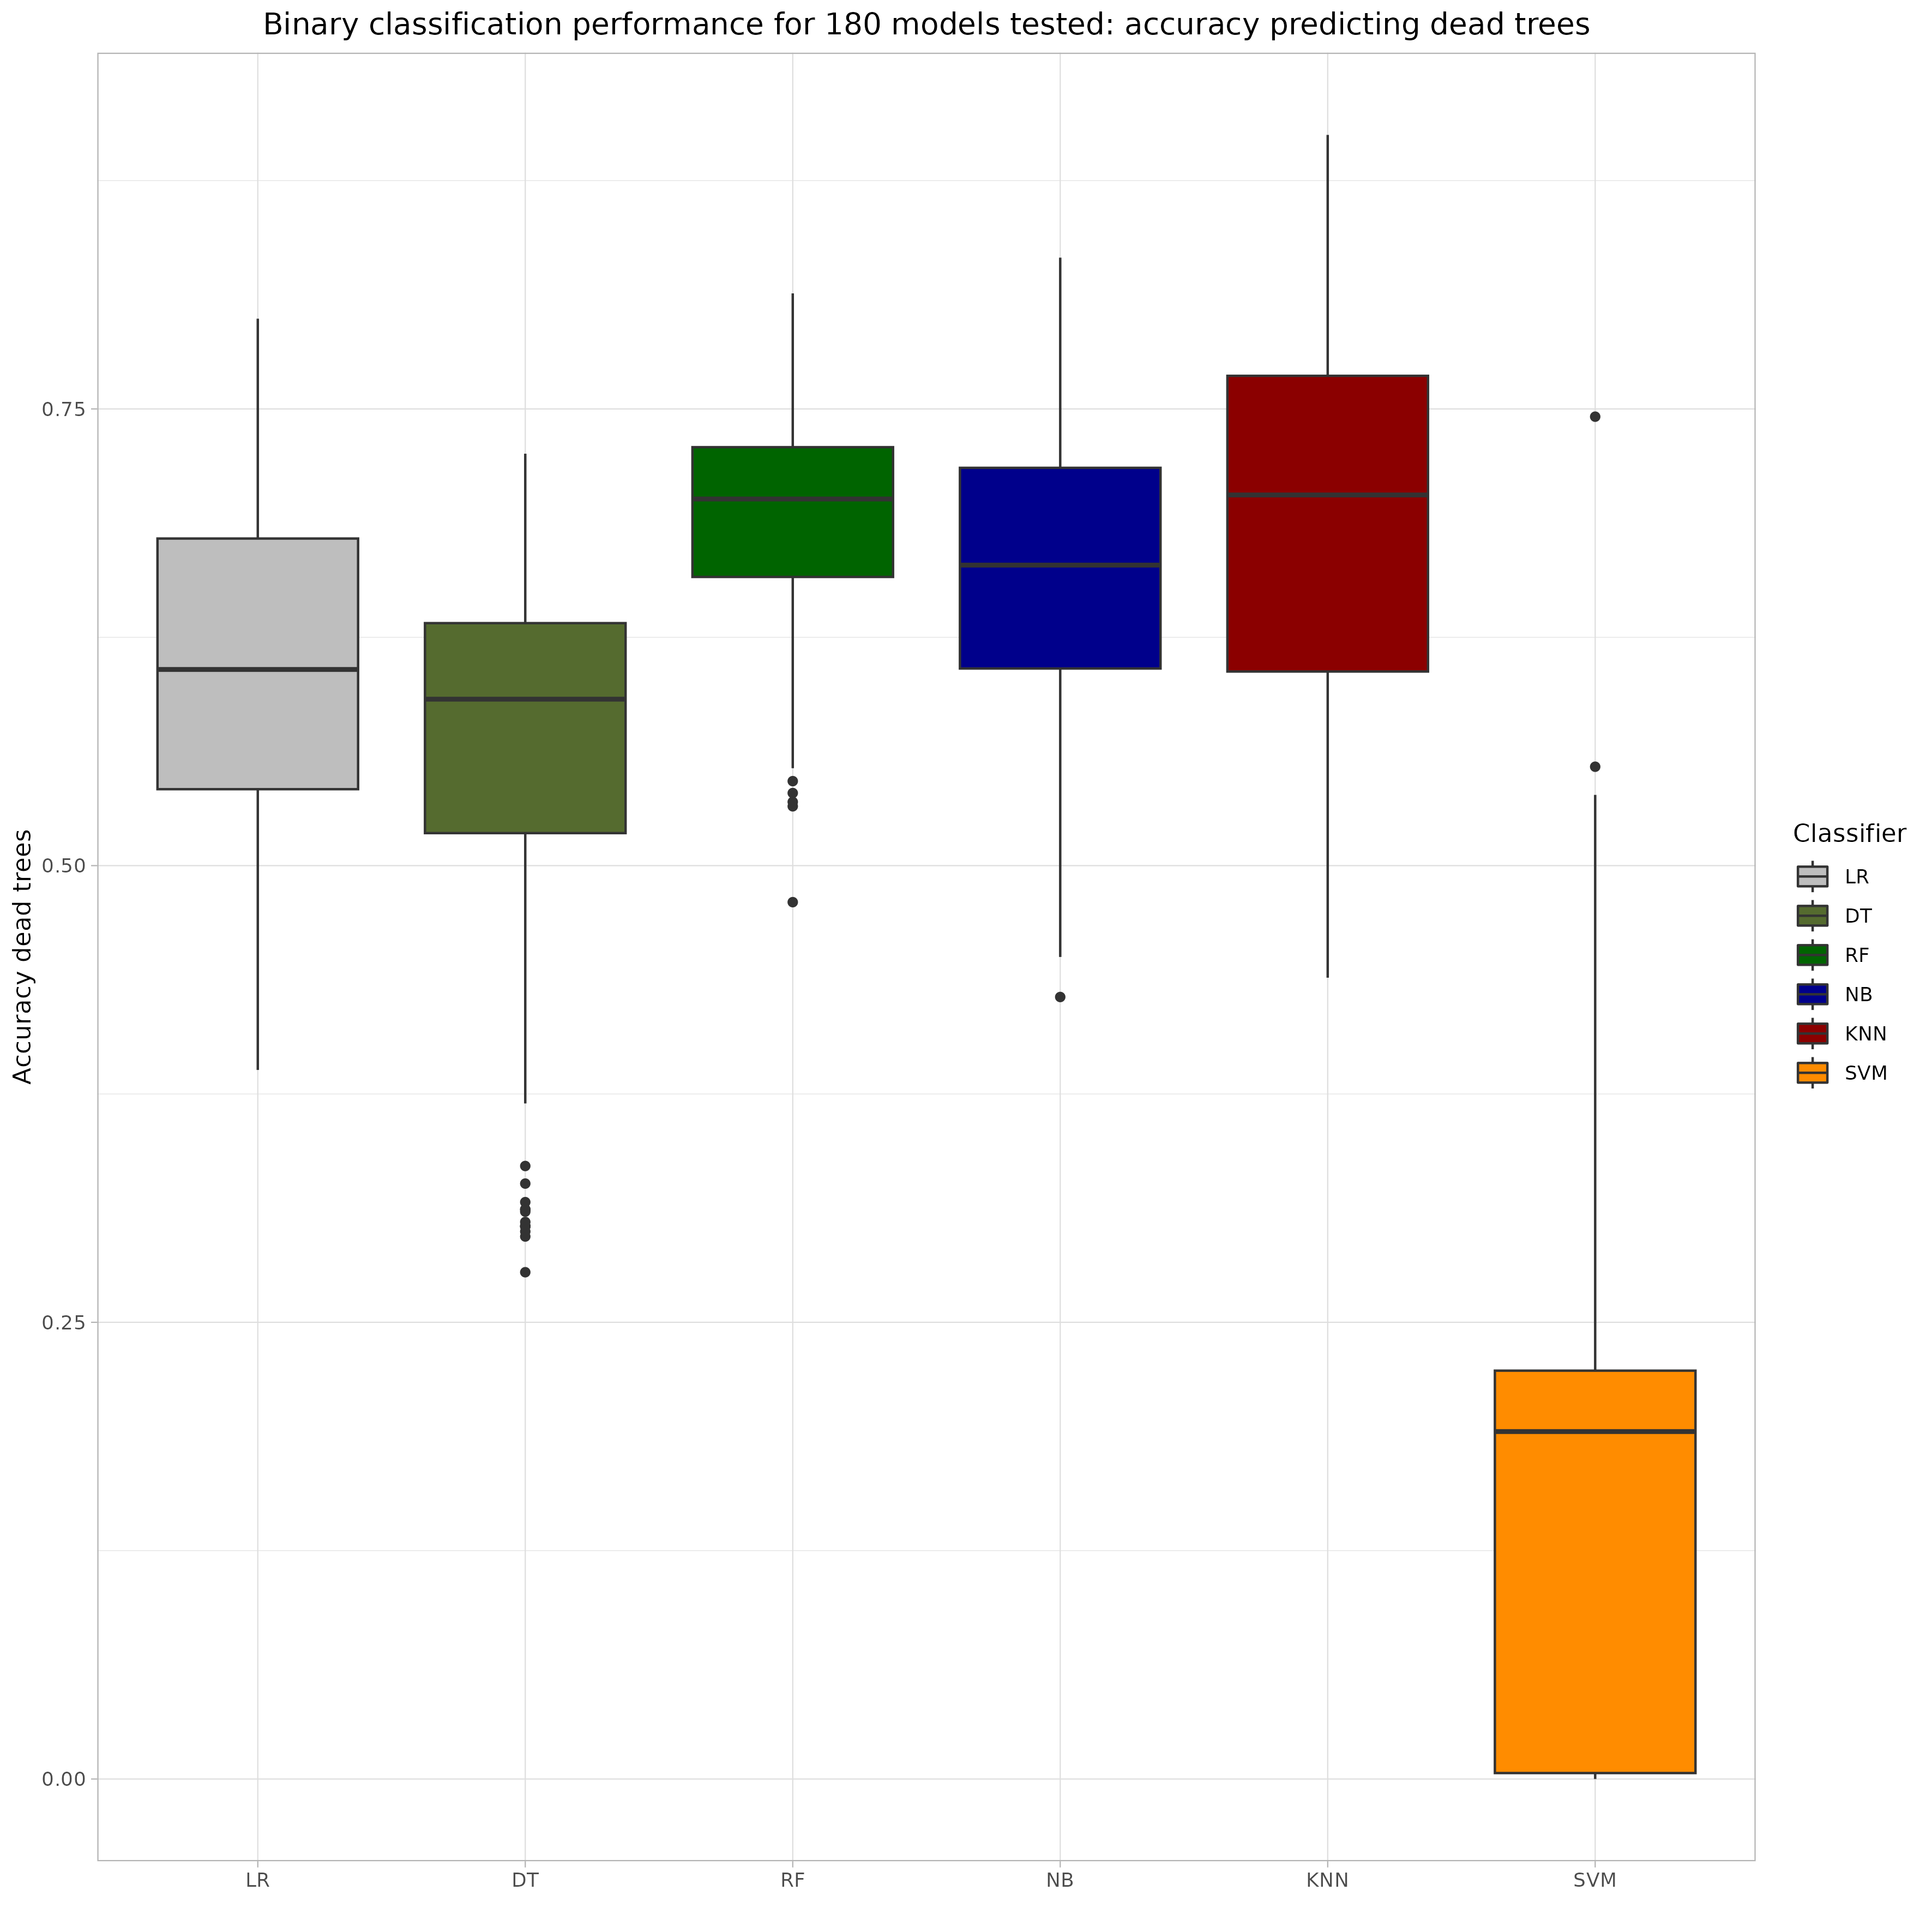 Binary classification performance for 180 models tested: accuracy predicting dead trees
Accuracy dead trees
0.75
0.50
0.25
0.00
LR
DT
RF
NB
KNN
SVM
Classifier
LR
DT
RF
NB
KNN
SVM